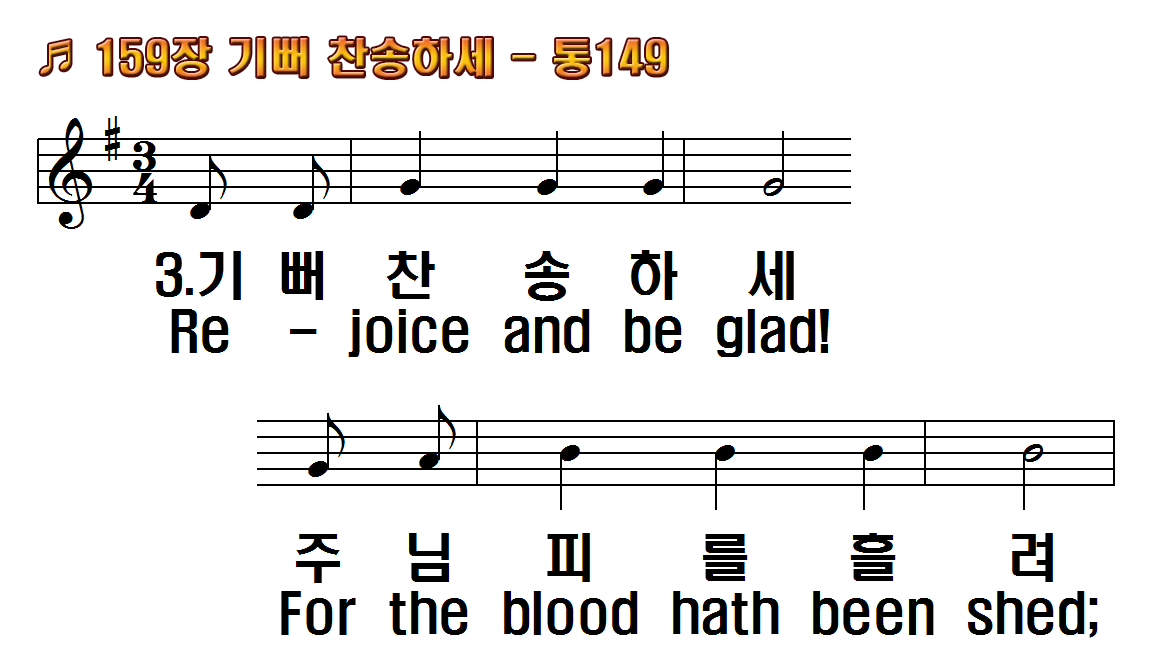 159장 기뻐 찬송하세 - 통149
3
4
3.기 뻐 찬 송 하 세
Re - joice and be glad!
주 님 피 를 흘 려
For the blood hath been shed;